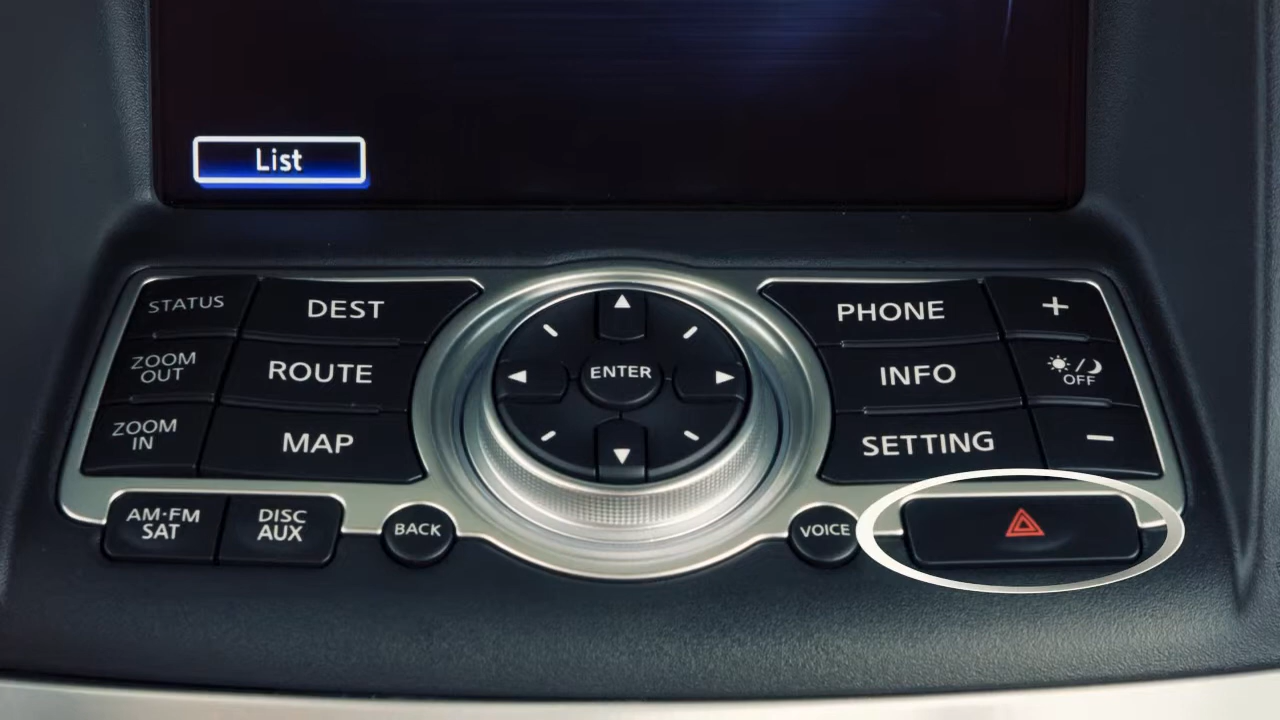 List
STATUS
DEST
PHONE
+
ZOOM
OUT
ROUTE
ENTER
INFO
OFF
ZOOM
IN
MAP
SETTING
−
AM·FM
SAT
DISC
AUX
BACK
VOICE